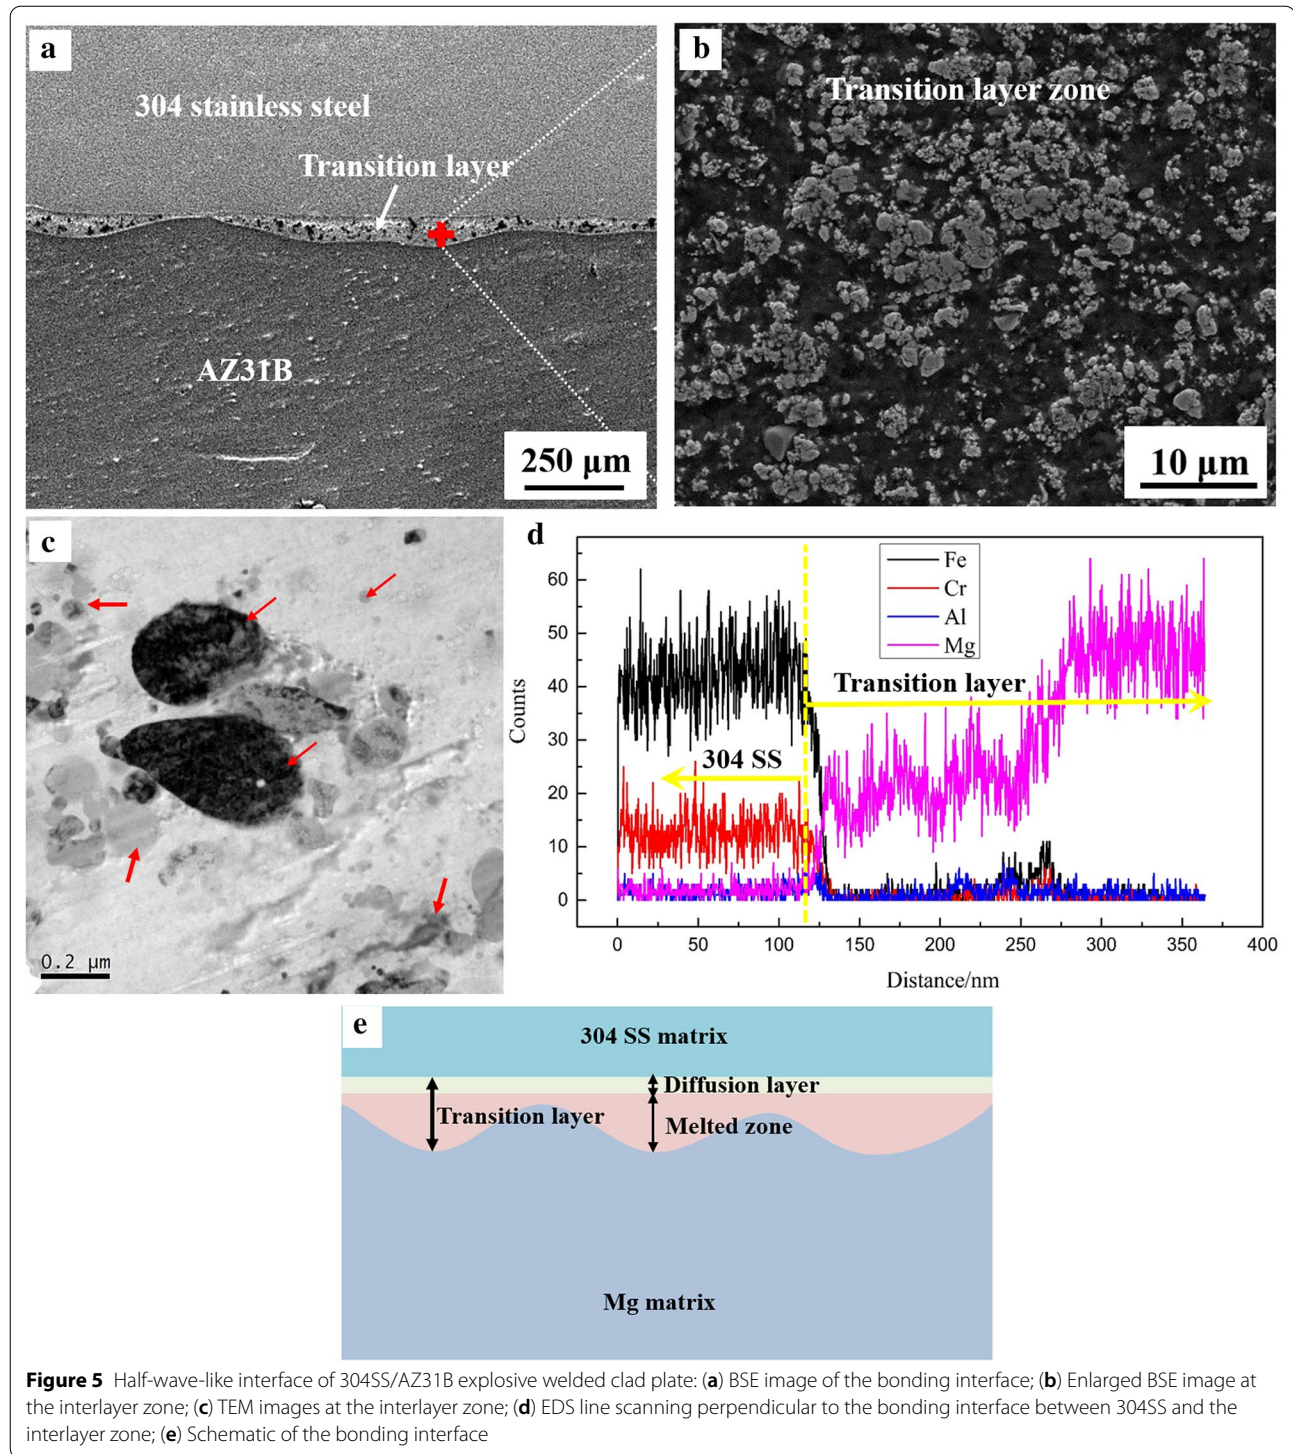 a
304 stainless steel
Transition layer
AZ31B
250 μm
b
Transition layer zone
10 μm
c
0.2 μm
d
Counts
60
50
40
30
20
10
0
Fe
Cr
Al
Mg
Transition layer
304 SS
0 50 100 150 200 250 300 350 400
Distance/nm
e
304 SS matrix
Diffusion layer
Transition layer
Melted zone
Mg matrix
Figure 5 Half-wave-like interface of 304SS/AZ31B explosive welded clad plate: (a) BSE image of the bonding interface; (b) Enlarged BSE image at
the interlayer zone; (c) TEM images at the interlayer zone; (d) EDS line scanning perpendicular to the bonding interface between 304SS and the
interlayer zone; (e) Schematic of the bonding interface